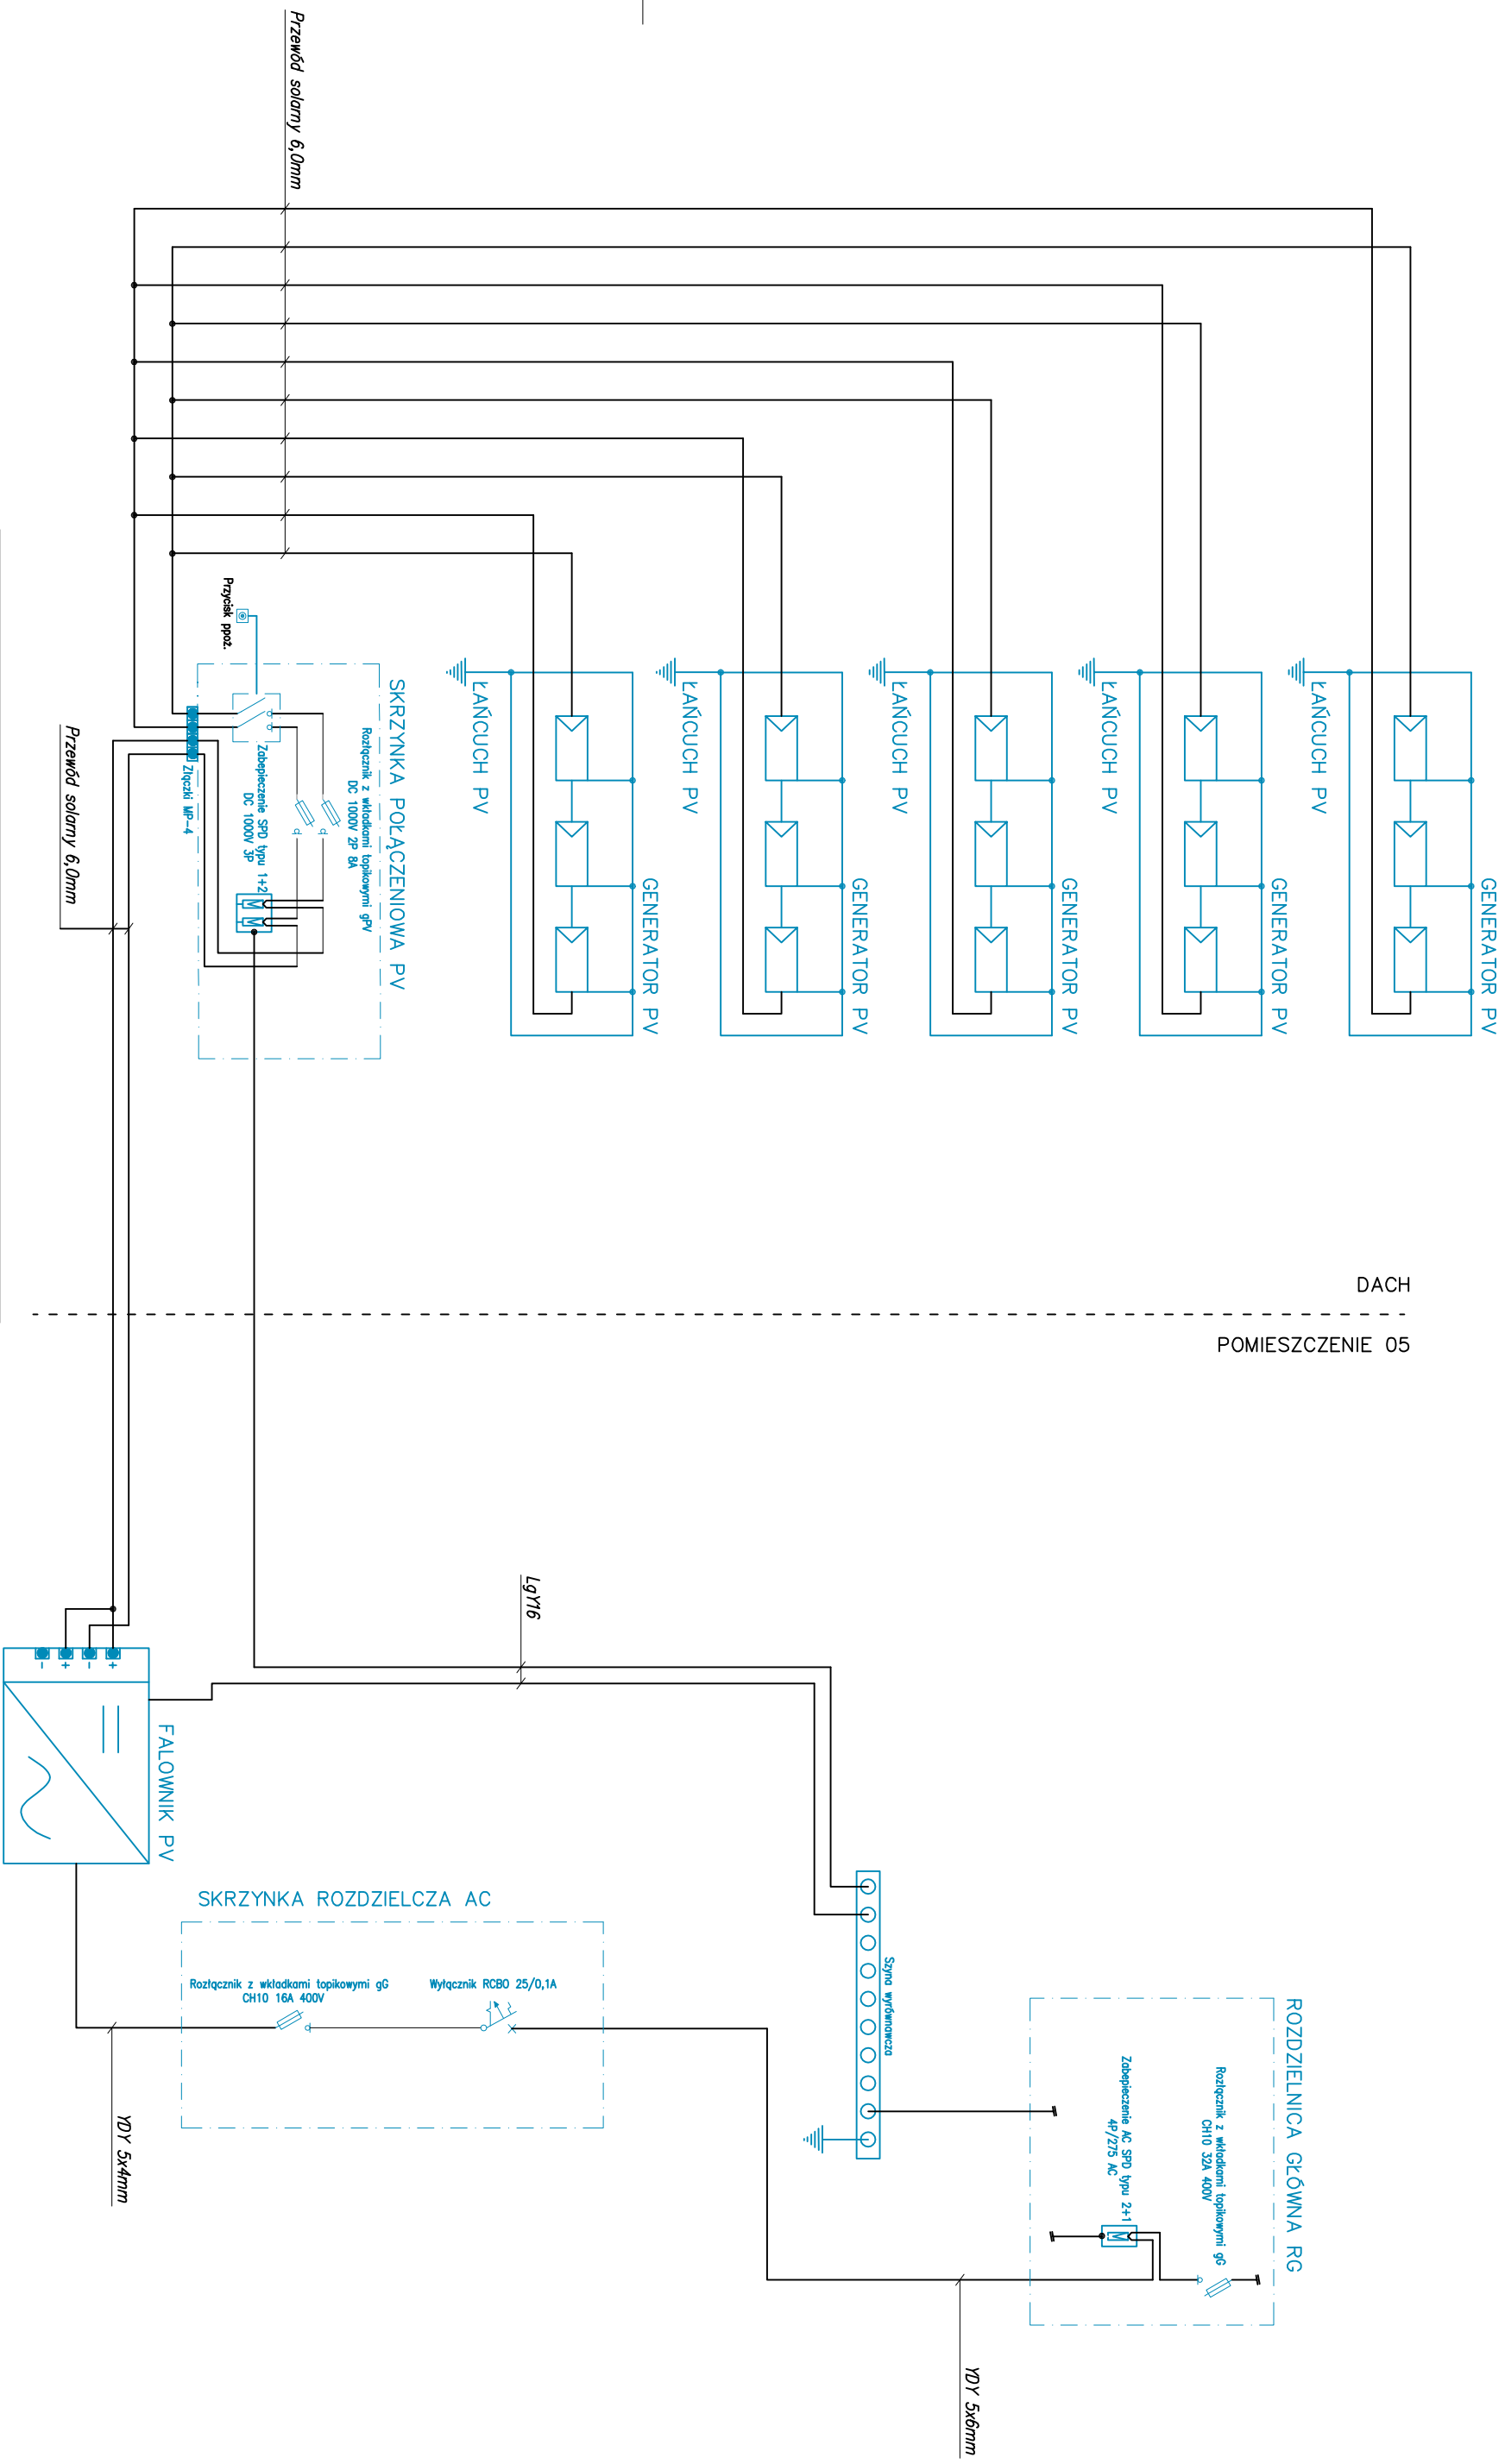 Przewód solarny 6,0mm
GENERATOR PV
ŁAŃCUCH PV
GENERATOR PV
ŁAŃCUCH PV
GENERATOR PV
ŁAŃCUCH PV
GENERATOR PV
ŁAŃCUCH PV
GENERATOR PV
ŁAŃCUCH PV
SKRZYNKA POŁĄCZENIOWA PV
Rozłącznik z wkładkami topikowymi gPV
DC 1000V 2P 8A
Zabepieczenie SPD typu 1+2
DC 1000V 3P
Złączki MP-4
Przycisk ppoż.
Przewód solarny 6,0mm
DACH
POMIESZCZENIE 05
LgY16
+
-
+
-
FALOWNIK PV
SKRZYNKA ROZDZIELCZA AC
Rozłącznik z wkładkami topikowymi gG
CH10 16A 400V
Wyłącznik RCBO 25/0,1A
Szyna wyrównawcza
ROZDZIELNICA GŁÓWNA RG
Rozłącznik z wkładkami topikowymi gG
CH10 32A 400V
Zabepieczenie AC SPD typu 2+1
4P/275 AC
YDY 5x4mm
YDY 5x6mm